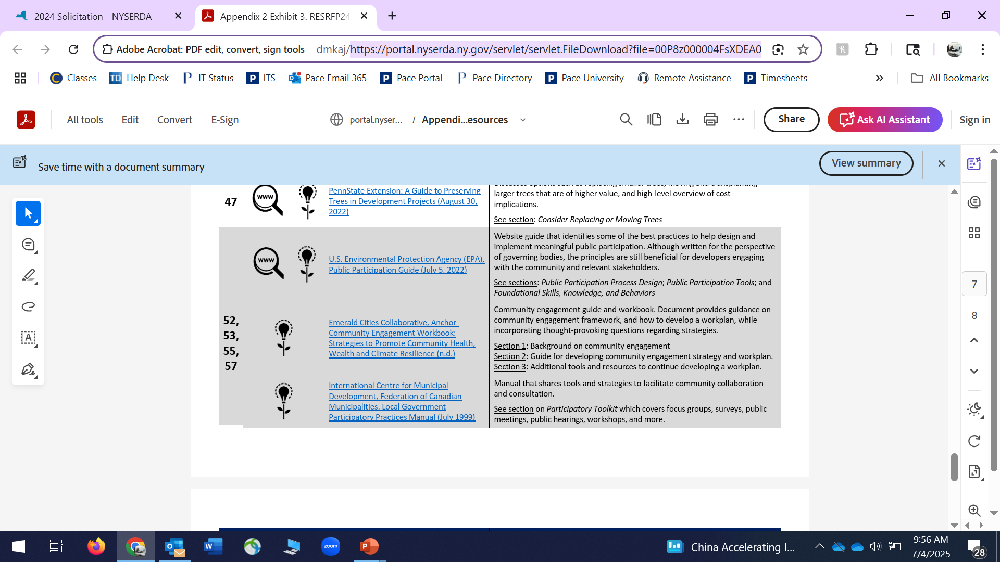 2024 Solicitation - NYSERDA
Appendix 2 Exhibit 3. RESRFP24
Adobe Acrobat: PDF edit, convert, sign tools
dmkaj/https://portal.nyserda.ny.gov/servlet/servlet.FileDownload?file=00P8z000004FsXDEA0
Classes
TD Help Desk
P IT Status
P ITS
Pace Email 365
P Pace Portal
P Pace Directory
P Pace University
Remote Assistance
P Timesheets
All Bookmarks
All tools
Edit
Convert
E-Sign
portal.nyser... / Appendi...esources
Share
Ask AI Assistant
Sign in
Save time with a document summary
View summary
47
WWW
PennState Extension: A Guide to Preserving
Trees in Development Projects (August 30,
2022)
Discusses options such as replacing smaller trees, moving and transplanting
larger trees that are of higher value, and high-level overview of cost
implications.
See section: Consider Replacing or Moving Trees
52,
53,
55,
57
WWW
U.S. Environmental Protection Agency (EPA),
Public Participation Guide (July 5, 2022)
Website guide that identifies some of the best practices to help design and
implement meaningful public participation. Although written for the perspective
of governing bodies, the principles are still beneficial for developers engaging
with the community and relevant stakeholders.
See sections: Public Participation Process Design; Public Participation Tools; and
Foundational Skills, Knowledge, and Behaviors
Emerald Cities Collaborative, Anchor-
Community Engagement Workbook:
Strategies to Promote Community Health,
Wealth and Climate Resilience (n.d.)
Community engagement guide and workbook. Document provides guidance on
community engagement framework, and how to develop a workplan, while
incorporating thought-provoking questions regarding strategies.
Section 1: Background on community engagement
Section 2: Guide for developing community engagement strategy and workplan.
Section 3: Additional tools and resources to continue developing a workplan.
International Centre for Municipal
Development, Federation of Canadian
Municipalities, Local Government
Participatory Practices Manual (July 1999)
Manual that shares tools and strategies to facilitate community collaboration
and consultation.
See section on Participatory Toolkit which covers focus groups, surveys, public
meetings, public hearings, workshops, and more.
7
8
zoom
China Accelerating I...
9:56 AM
7/4/2025
28